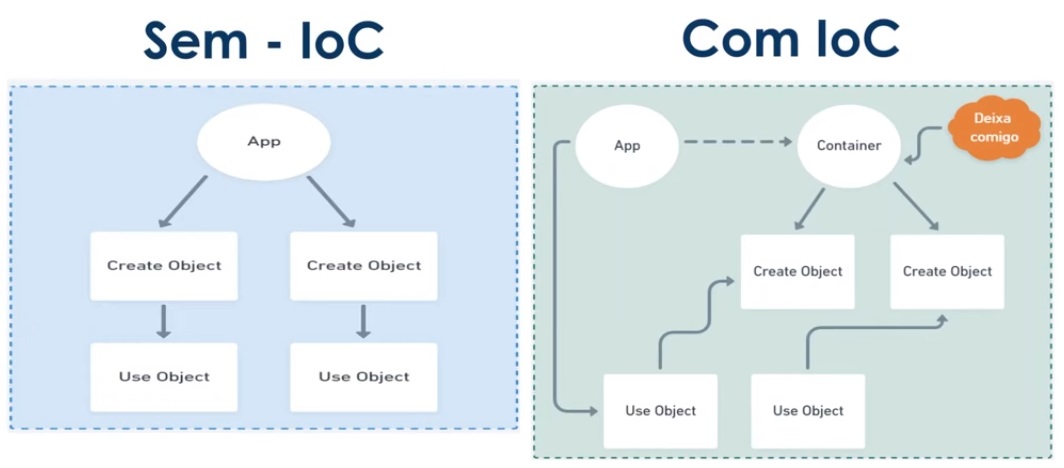 Sem - IoC
App
Create Object
Create Object
Use Object
Use Object
Com IoC
App
Container
Deixa
comigo
Create Object
Create Object
Use Object
Use Object